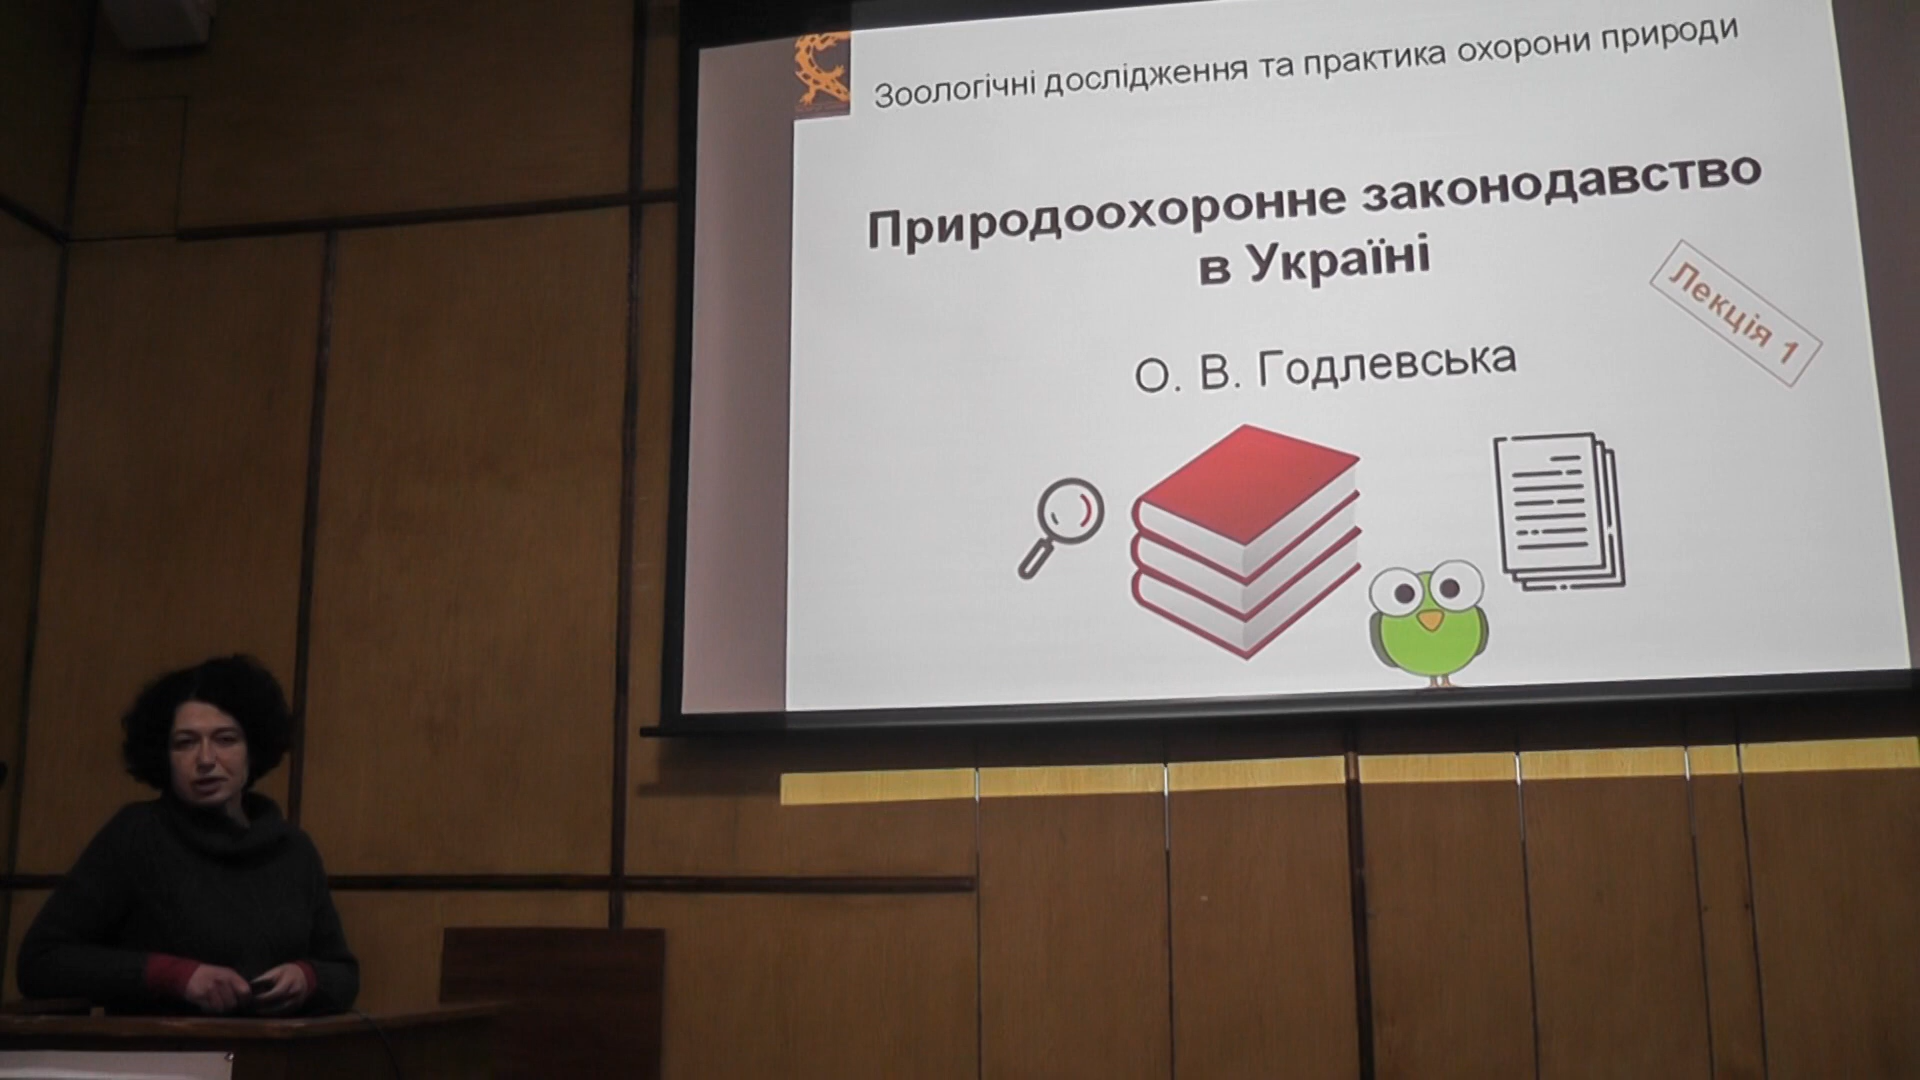 Зоологічні дослідження та практика охорони природи
Природоохоронне законодавство
в Україні
Лекція 1
О. В. Годлевська